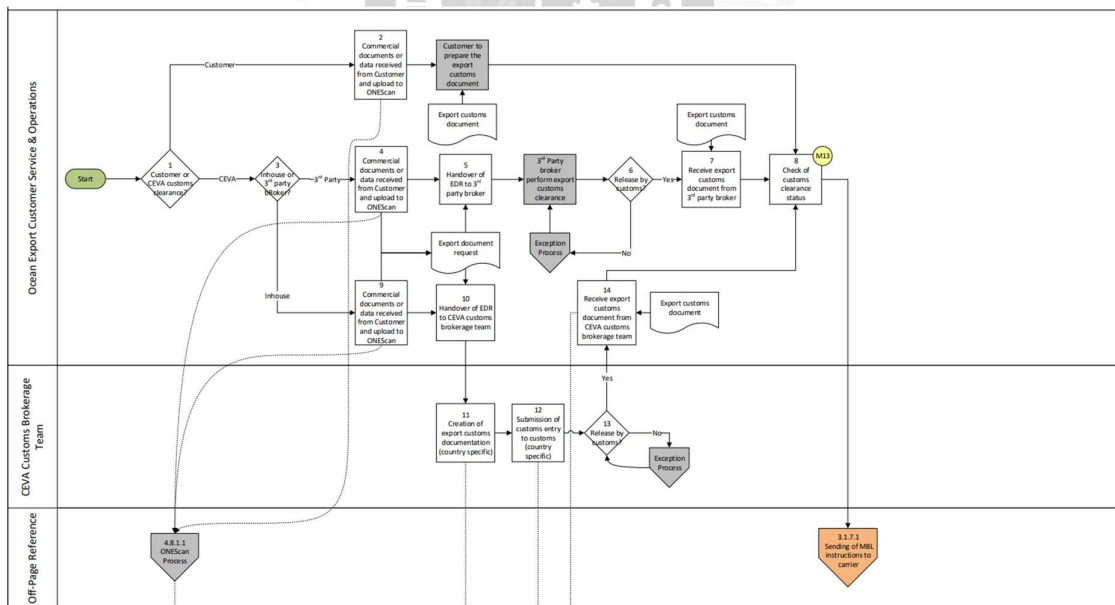 Ocean Export Customer Service & Operations
Start
1
Customer or
CEVA customs
clearance?
Customer
CEVA
2
Commercial
documents or
data received
from Customer
and upload to
ONEScan
Customer to
prepare the
export
customs
document
Export customs
document
3
Inhouse or
3rd party
bRoker?
3rd Party
Inhouse
4
Commercial
documents or
data received
from Customer
and upload to
ONEScan
5
Handover of
EDR to 3rd
party broker
Export document
request
3rd Party
broker
perform export
customs
clearance
6
Release by
customs?
Yes
No
Exception
Process
Export customs
document
7
Receive export
customs
document from
3rd party broker
M13
8
Check of
customs
clearance
status
9
Commercial
documents or
data received
from Customer
and upload to
ONEScan
10
Handover of EDR
to CEVA customs
brokerage team
14
Receive export
customs
document from
CEVA customs
brokerage team
Export customs
document
CEVA Customs Brokerage
Team
11
Creation of
export customs
documentation
(country specific)
12
Submission of
customs entry
to customs
(country
specific)
13
Release by
customs?
Yes
No
Exception
Process
Off-Page Reference
4.8.1.1
ONEScan
Process
3.1.7.1
Sending of MBL
instructions to
carrier